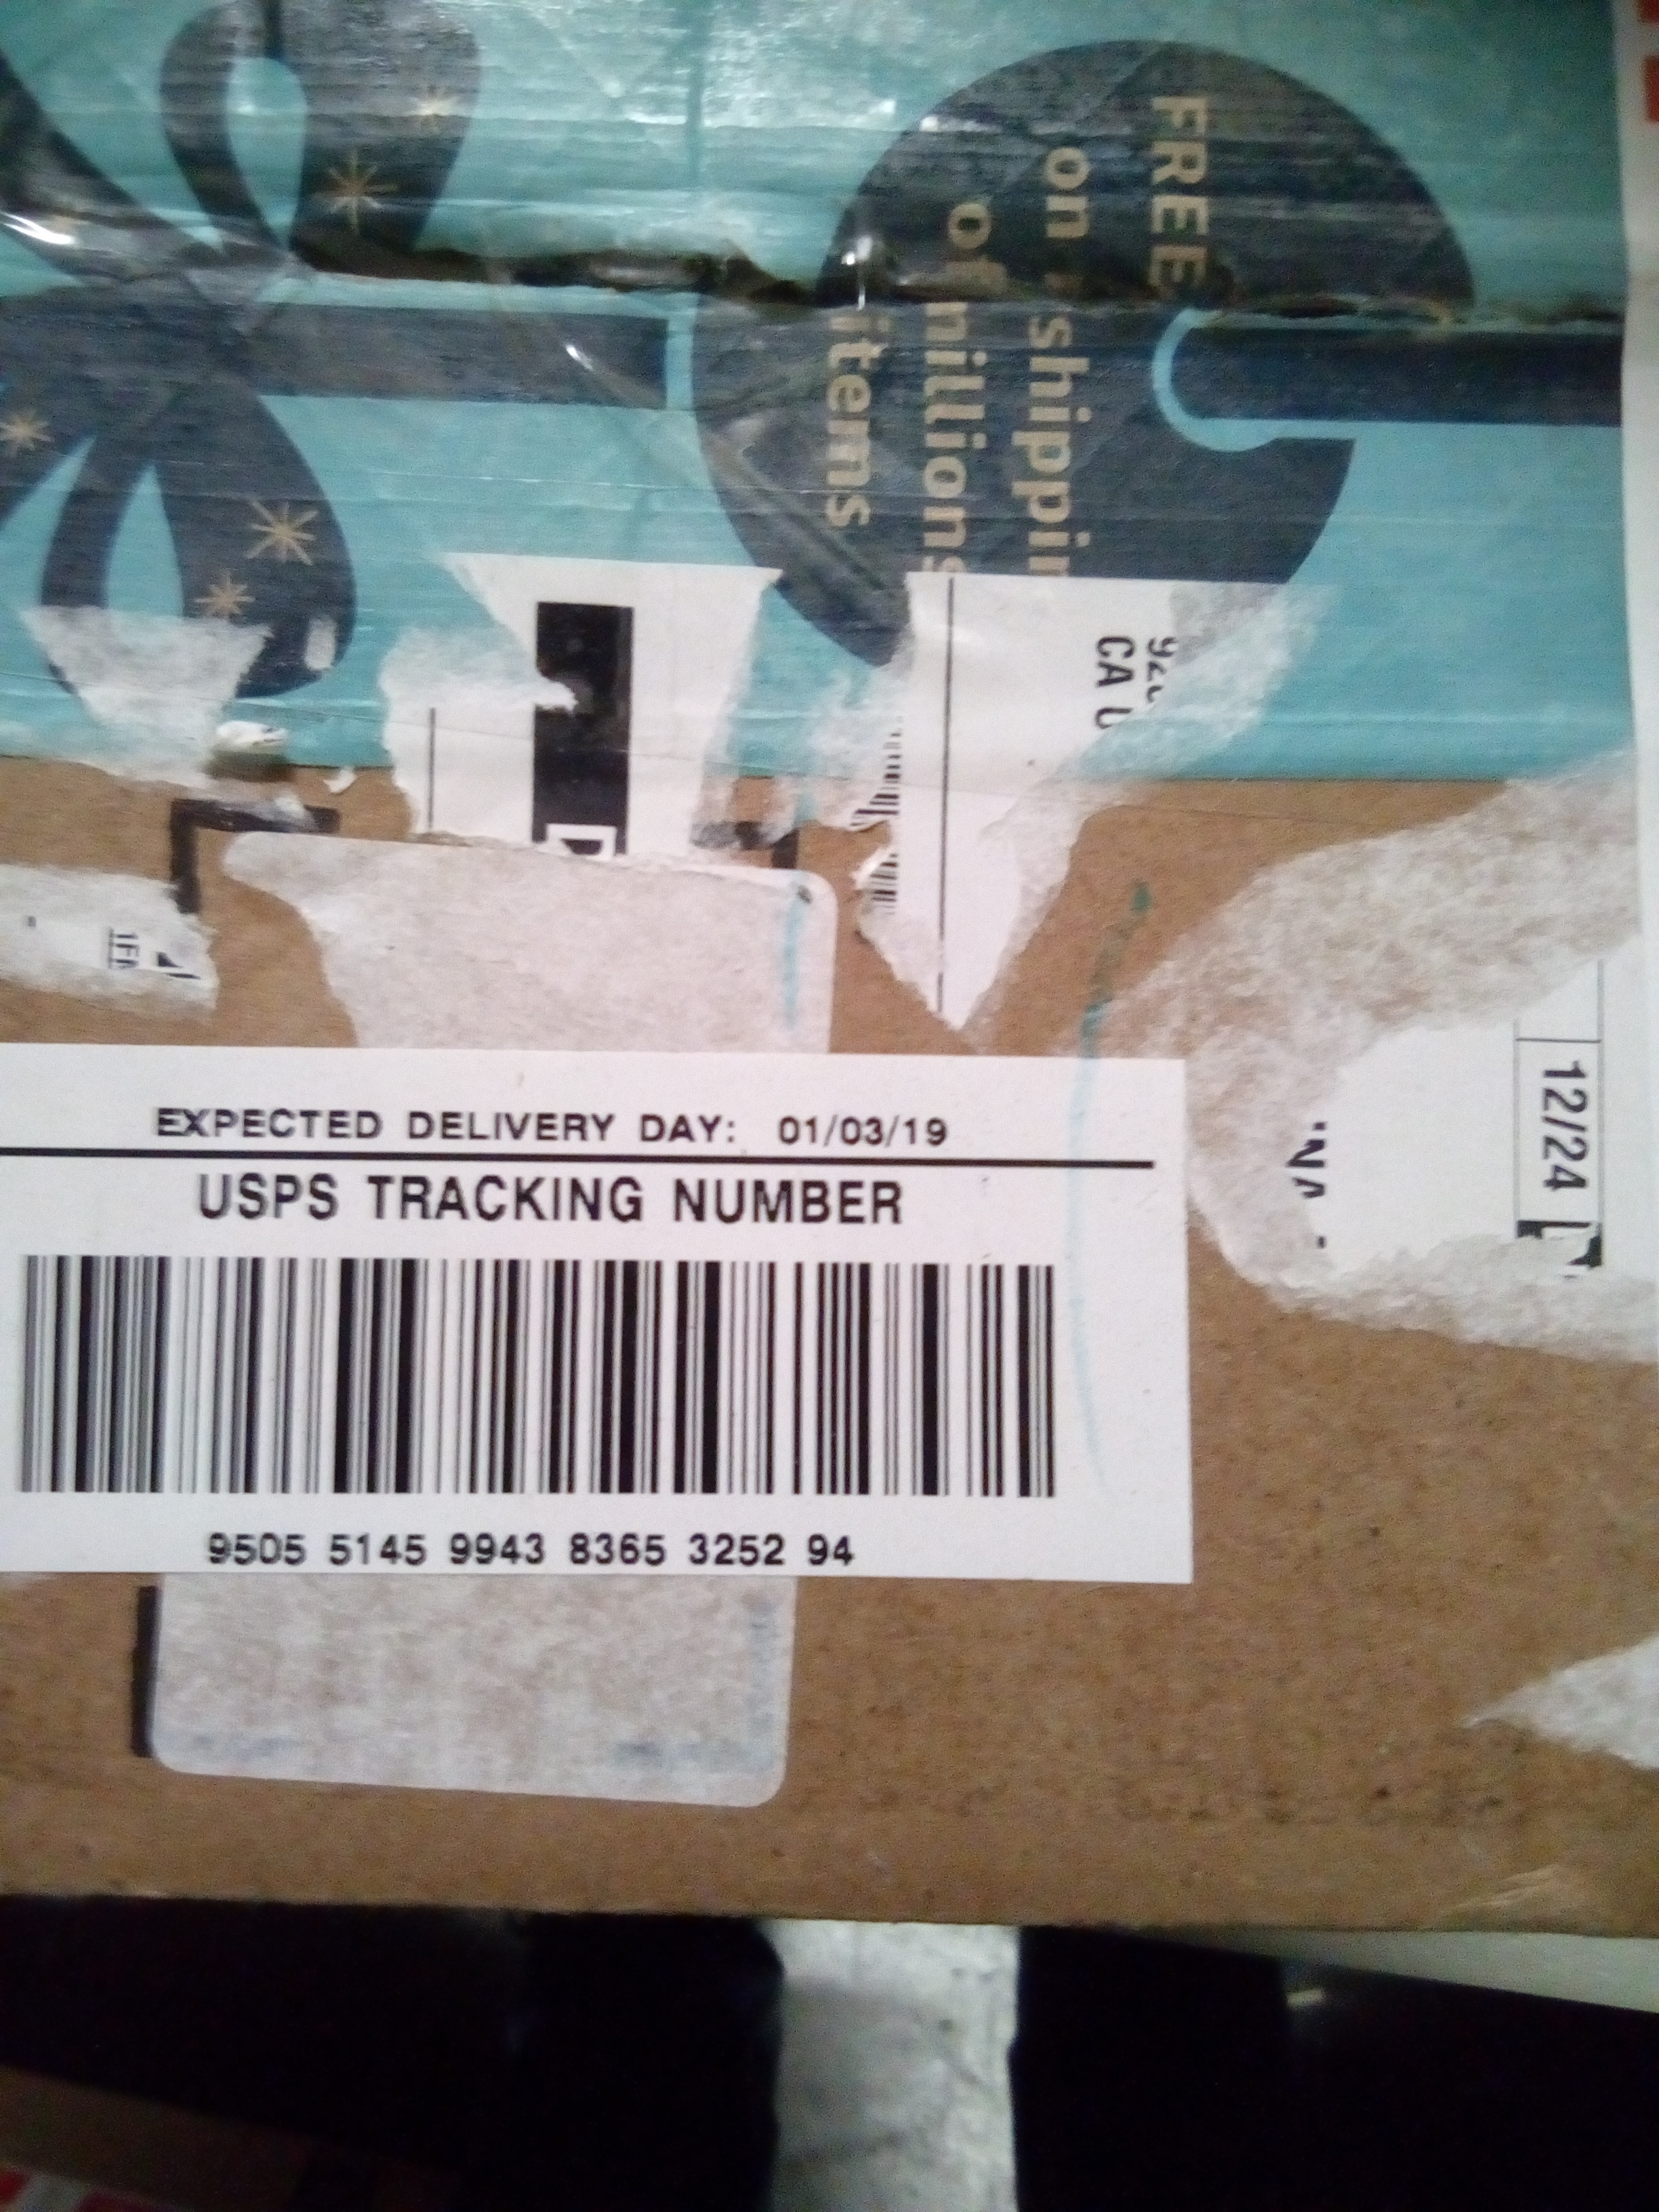 FREE
on shippin
of millions
items
CA U
12/24
EXPECTED DELIVERY DAY: 01/03/19
USPS TRACKING NUMBER
9505 5145 9943 8365 3252 94